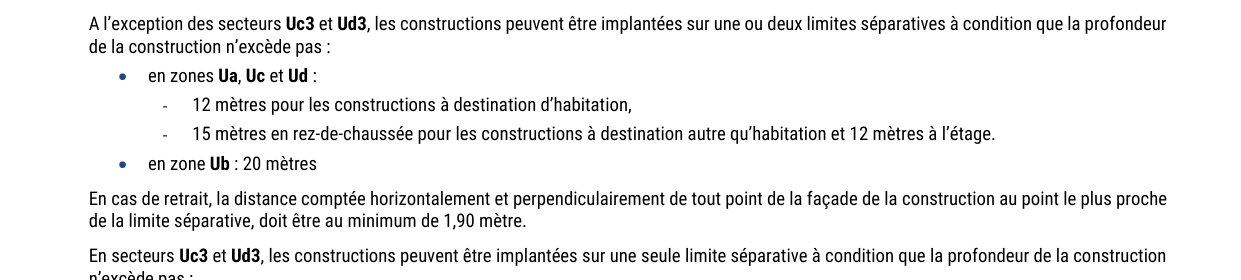 A l’exception des secteurs Uc3 et Ud3, les constructions peuvent être implantées sur une ou deux limites séparatives à condition que la profondeur
de la construction n’excède pas :
• en zones Ua, Uc et Ud :
- 12 mètres pour les constructions à destination d’habitation,
- 15 mètres en rez-de-chaussée pour les constructions à destination autre qu’habitation et 12 mètres à l’étage.
• en zone Ub : 20 mètres
En cas de retrait, la distance comptée horizontalement et perpendiculairement de tout point de la façade de la construction au point le plus proche
de la limite séparative, doit être au minimum de 1,90 mètre.
En secteurs Uc3 et Ud3, les constructions peuvent être implantées sur une seule limite séparative à condition que la profondeur de la construction
n’excède pas :